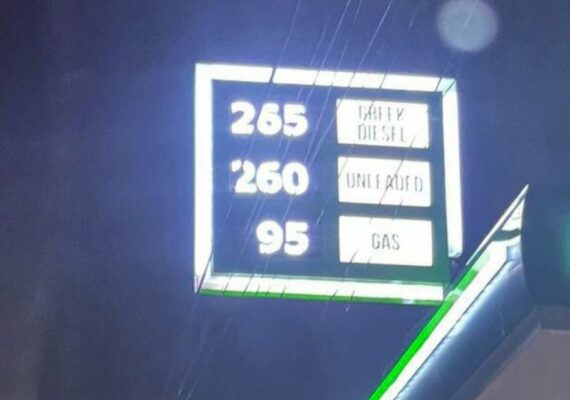 265 GREEK
DIESEL
260 UNLEADED
95 GAS